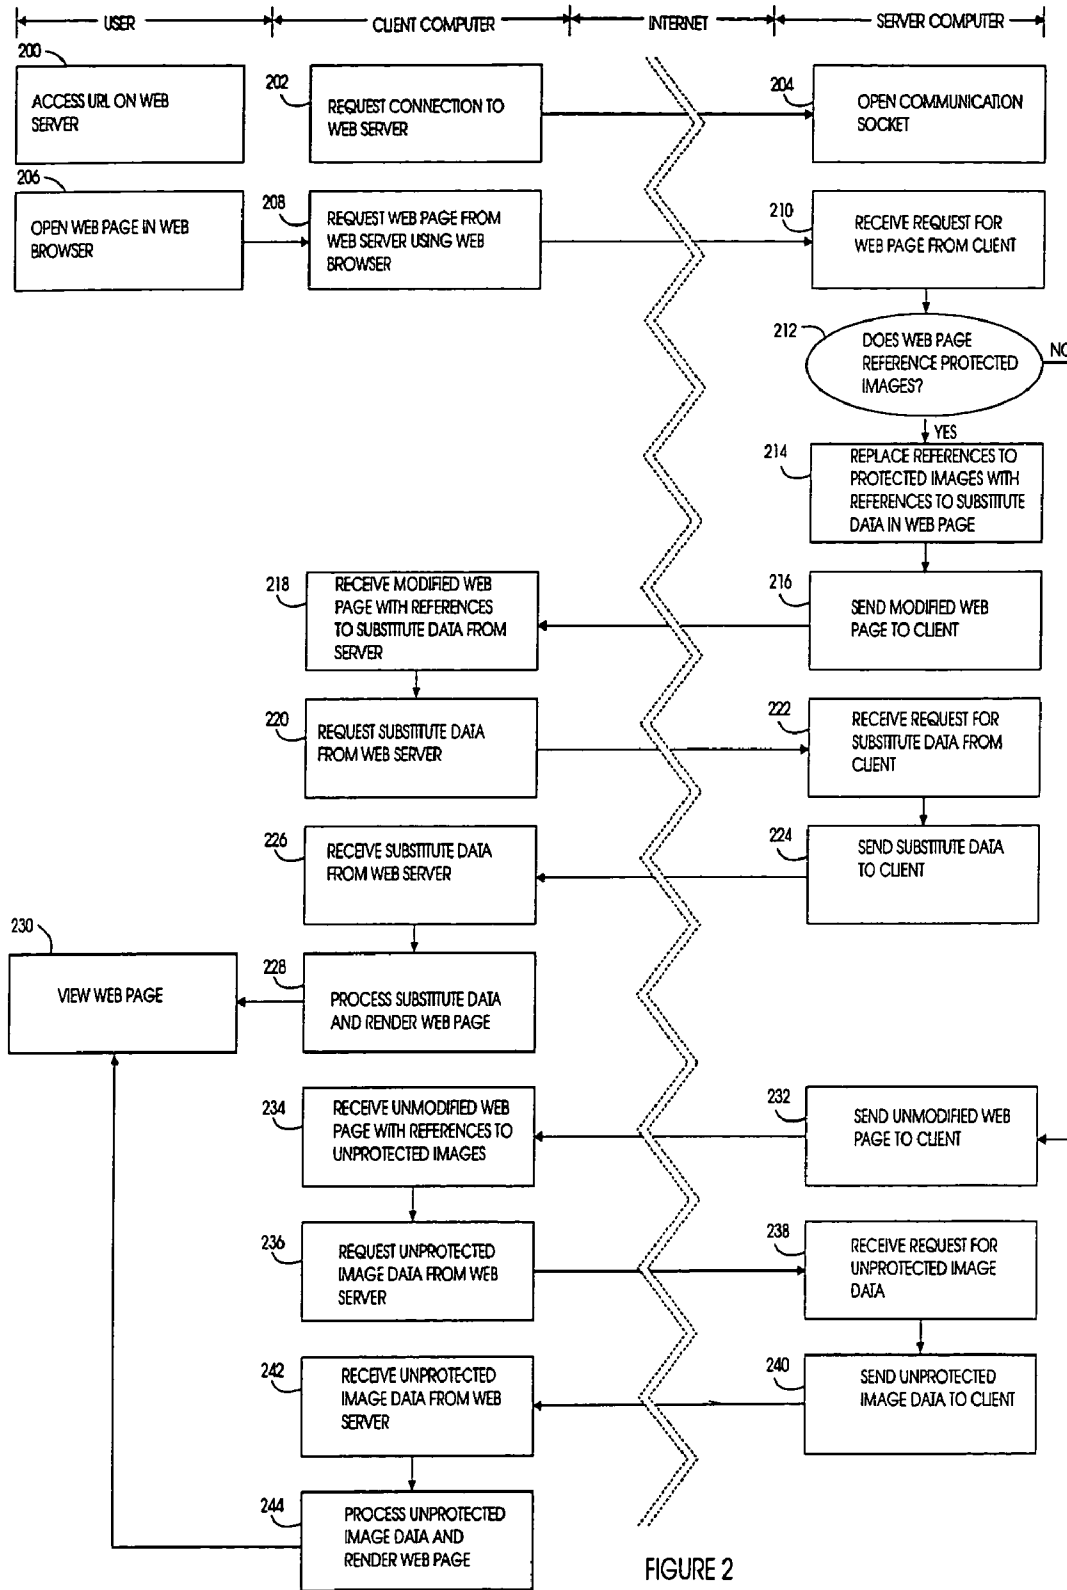 USER
CLIENT COMPUTER
INTERNET
SERVER COMPUTER
200
ACCESS URL ON WEB
SERVER
202
REQUEST CONNECTION TO
WEB SERVER
204
OPEN COMMUNICATION
SOCKET
206
OPEN WEB PAGE IN WEB
BROWSER
208
REQUEST WEB PAGE FROM
WEB SERVER USING WEB
BROWSER
210
RECEIVE REQUEST FOR
WEB PAGE FROM CLIENT
212
DOES WEB PAGE
REFERENCE PROTECTED
IMAGES?
NO
YES
214
REPLACE REFERENCES TO
PROTECTED IMAGES WITH
REFERENCES TO SUBSTITUTE
DATA IN WEB PAGE
218
RECEIVE MODIFIED WEB
PAGE WITH REFERENCES
TO SUBSTITUTE DATA FROM
SERVER
216
SEND MODIFIED WEB
PAGE TO CLIENT
220
REQUEST SUBSTITUTE DATA
FROM WEB SERVER
222
RECEIVE REQUEST FOR
SUBSTITUTE DATA FROM
CLIENT
226
RECEIVE SUBSTITUTE DATA
FROM WEB SERVER
224
SEND SUBSTITUTE DATA
TO CLIENT
230
VIEW WEB PAGE
228
PROCESS SUBSTITUTE DATA
AND RENDER WEB PAGE
234
RECEIVE UNMODIFIED WEB
PAGE WITH REFERENCES TO
UNPROTECTED IMAGES
232
SEND UNMODIFIED WEB
PAGE TO CLIENT
236
REQUEST UNPROTECTED
IMAGE DATA FROM WEB
SERVER
238
RECEIVE REQUEST FOR
UNPROTECTED IMAGE
DATA
242
RECEIVE UNPROTECTED
IMAGE DATA FROM WEB
SERVER
240
SEND UNPROTECTED
IMAGE DATA TO CLIENT
244
PROCESS UNPROTECTED
IMAGE DATA AND
RENDER WEB PAGE
FIGURE 2